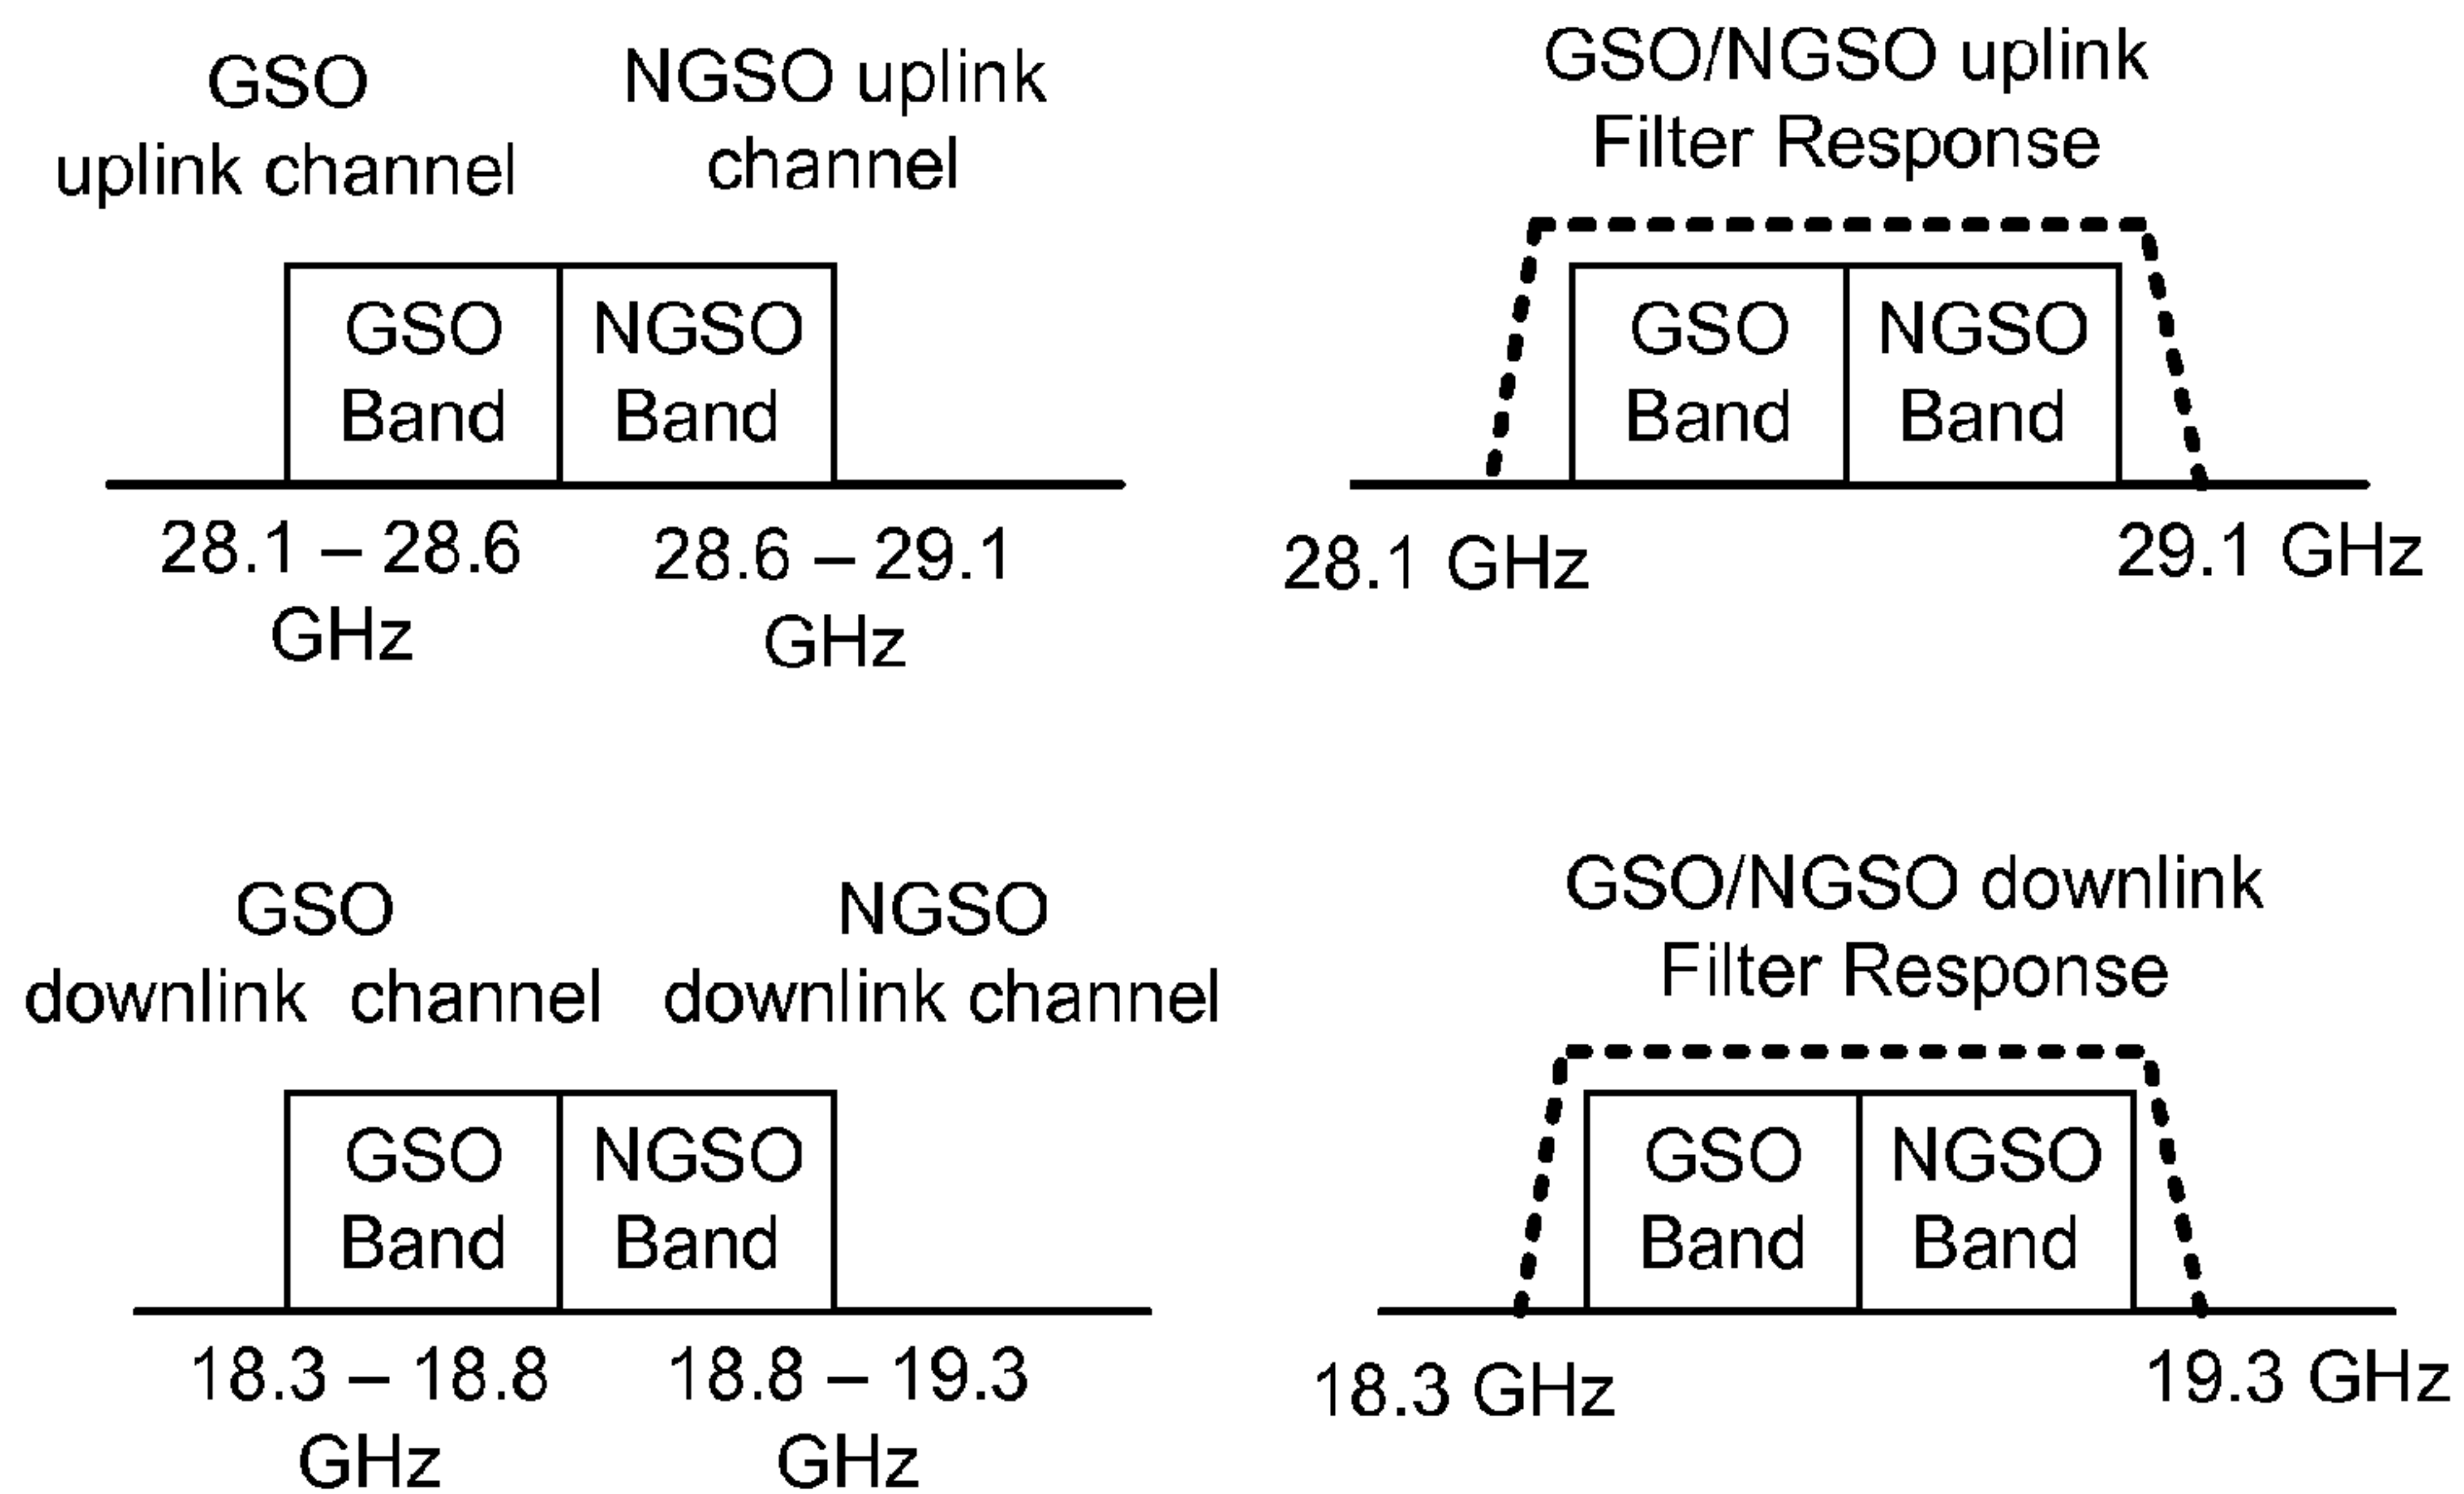 GSO
uplink channel
NGSO uplink
channel
GSO
Band
NGSO
Band
28.1 – 28.6
GHz
28.6 – 29.1
GHz
GSO/NGSO uplink
Filter Response
GSO
Band
NGSO
Band
28.1 GHz
29.1 GHz
GSO
downlink channel
NGSO
downlink channel
GSO
Band
NGSO
Band
18.3 – 18.8
GHz
18.8 – 19.3
GHz
GSO/NGSO downlink
Filter Response
GSO
Band
NGSO
Band
18.3 GHz
19.3 GHz